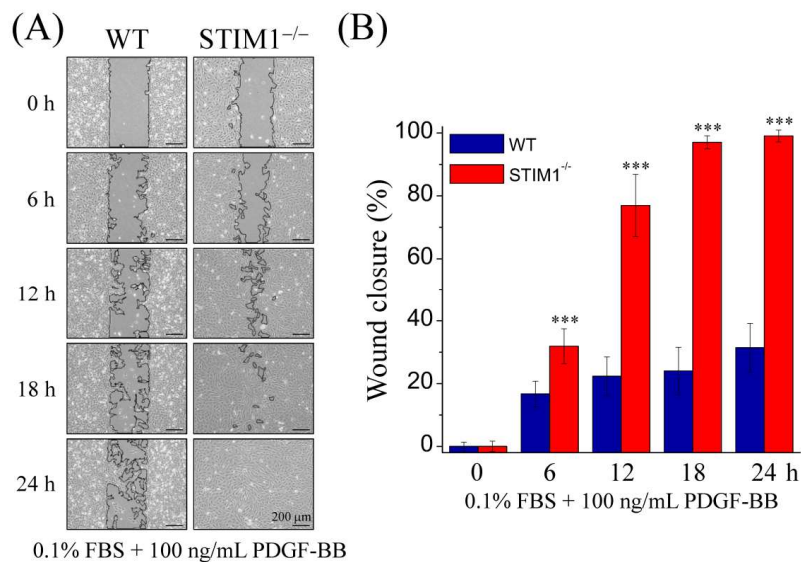 (A)
WT STIM1⁻/⁻
0 h
6 h
12 h
18 h
24 h
200 µm
0.1% FBS + 100 ng/mL PDGF-BB
(B)
Wound closure (%)
100
80
60
40
20
0
WT
STIM1⁻/⁻
***
***
***
***
0 6 12 18 24 h
0.1% FBS + 100 ng/mL PDGF-BB